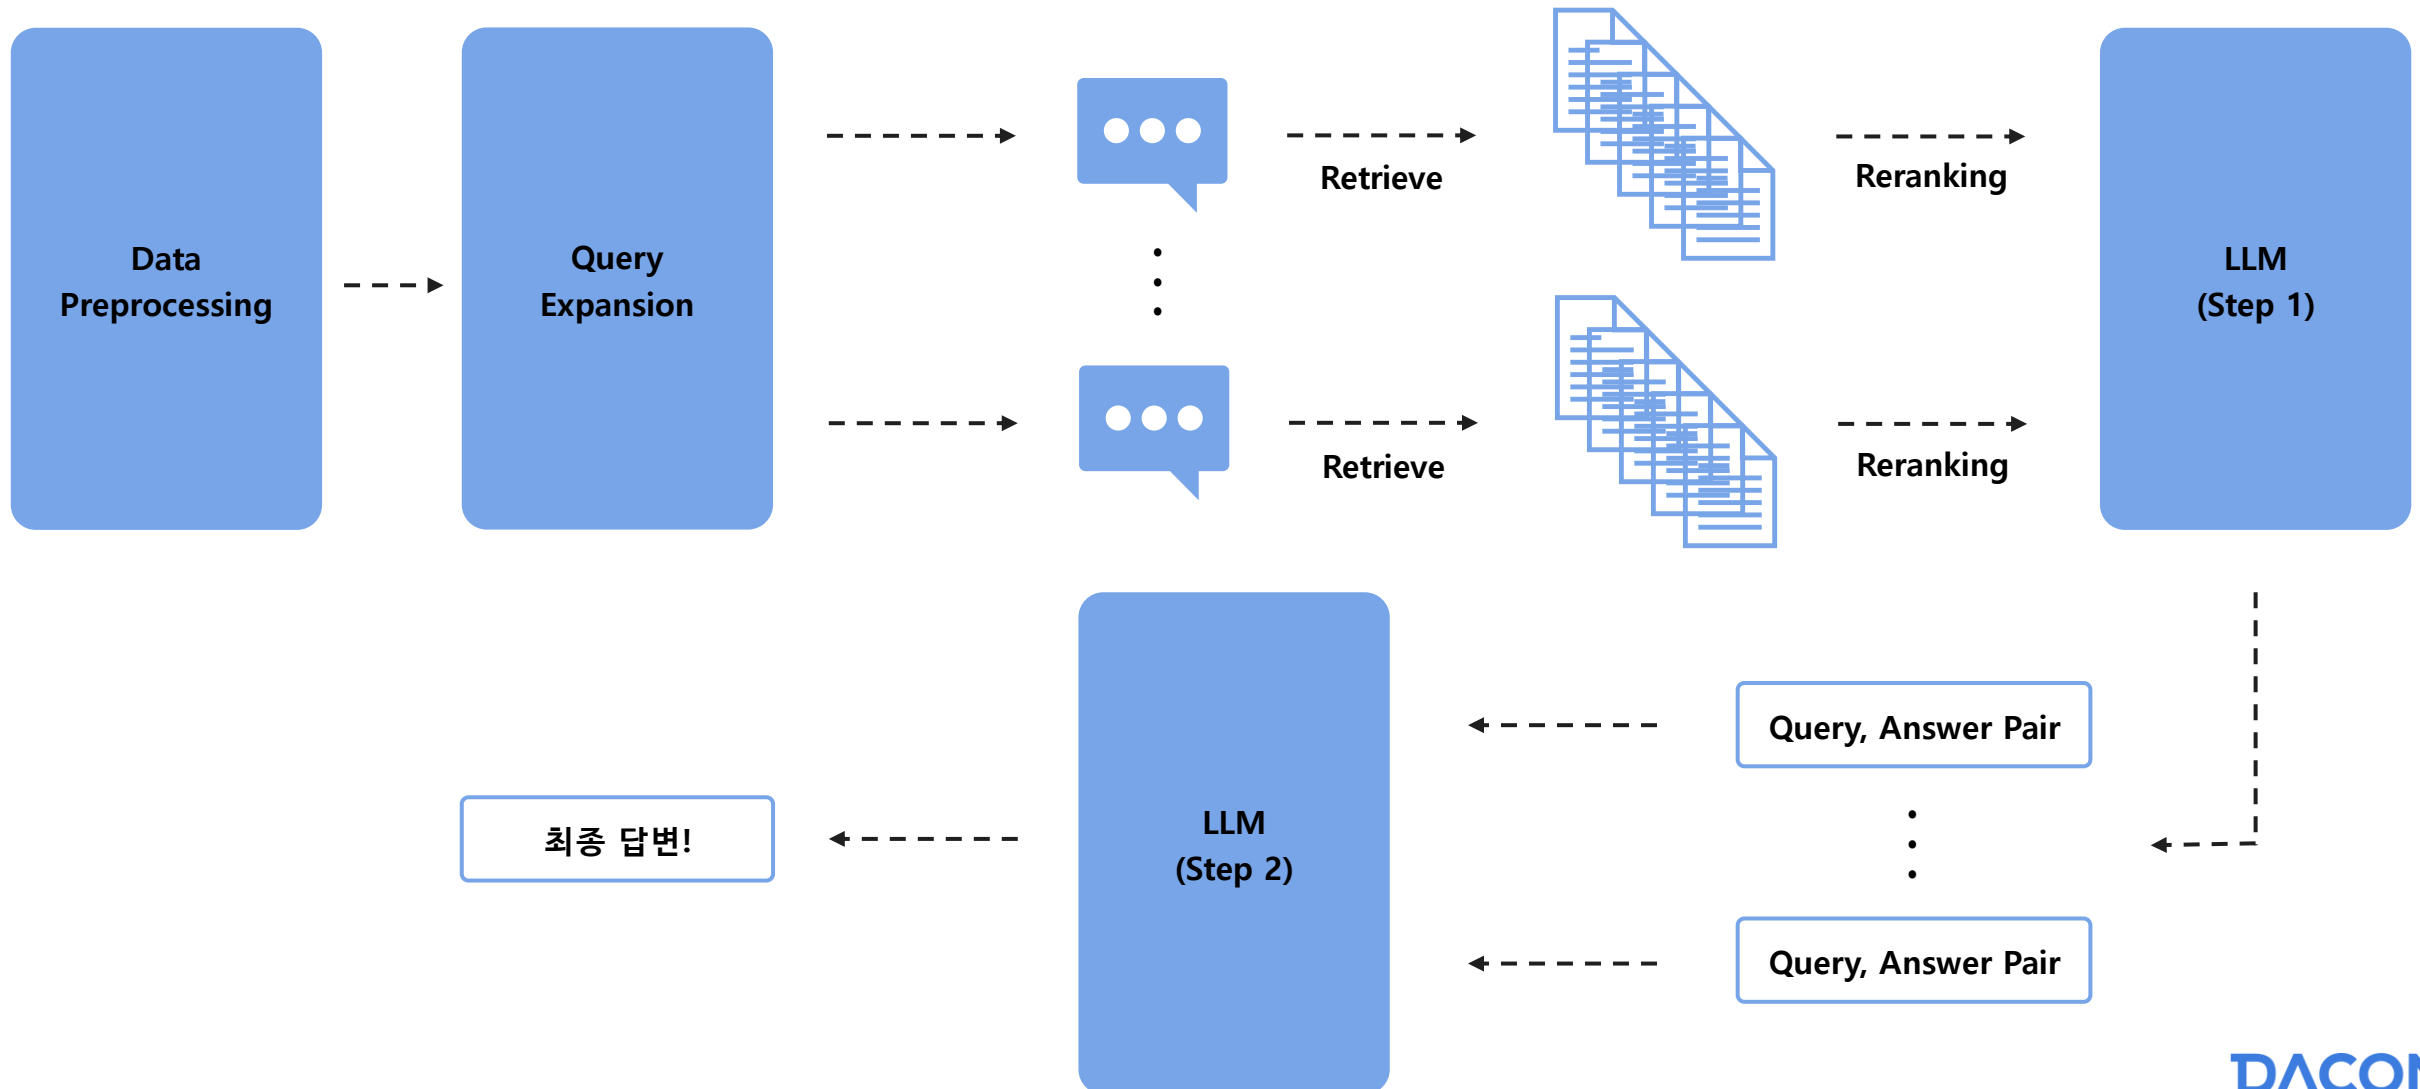 Data
Preprocessing
Query
Expansion
Retrieve
Reranking
Retrieve
Reranking
LLM
(Step 1)
Query, Answer Pair
Query, Answer Pair
LLM
(Step 2)
최종 답변!
DACON